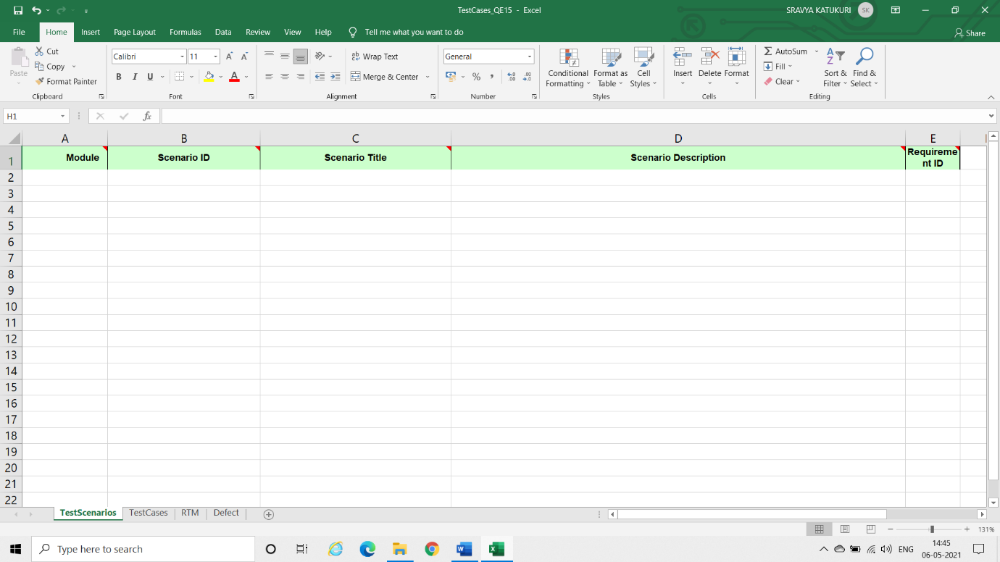 TestCases_QE15 - Excel
SRAVYA KATUKURI SK
File Home Insert Page Layout Formulas Data Review View Help Tell me what you want to do Share
Paste
Cut
Copy
Format Painter
Clipboard
Calibri 11
B I U A
Font
ab Wrap Text
Merge & Center
Alignment
General
% ,
Number
Conditional Formatting
Format as Table
Cell Styles
Styles
Insert Delete Format
Cells
AutoSum
Fill
Clear
Sort & Filter
Find & Select
Editing
H1 fx
A B C D E
1 Module Scenario ID Scenario Title Scenario Description Requireme
nt ID
2
3
4
5
6
7
8
9
10
11
12
13
14
15
16
17
18
19
20
21
22
TestScenarios TestCases RTM Defect
131%
Type here to search
ENG
14:45
06-05-2021